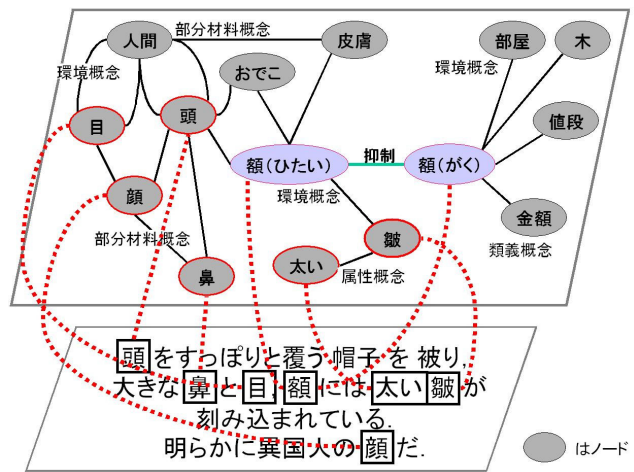 人間
部分材料概念
皮膚
部屋
木
環境概念
おでこ
環境概念
目
頭
値段
額(ひたい)
抑制
額(がく)
顔
環境概念
金額
部分材料概念
皺
類義概念
鼻
太い
属性概念
頭をすっぽりと覆う帽子を被り,
大きな鼻と目,額には太い皺が
刻み込まれている.
明らかに異国人の顔だ.
はノード